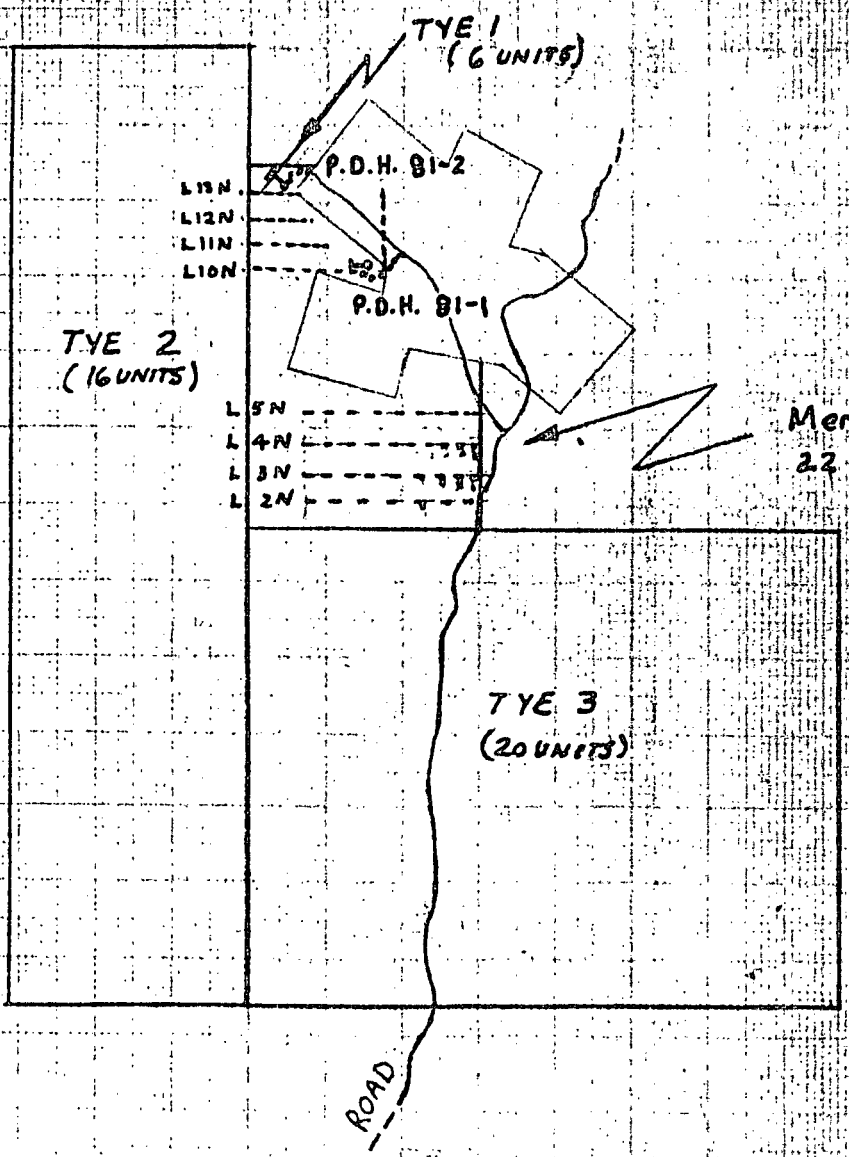 TYE 1
(6 UNITS)
P.D.H. 81-2
L13N
L12N
L11N
L10N
P.D.H. 81-1
TYE 2
(16 UNITS)
L 5N
L 4N
L 3N
L 2N
Mer
22
TYE 3
(20 UNITS)
ROAD